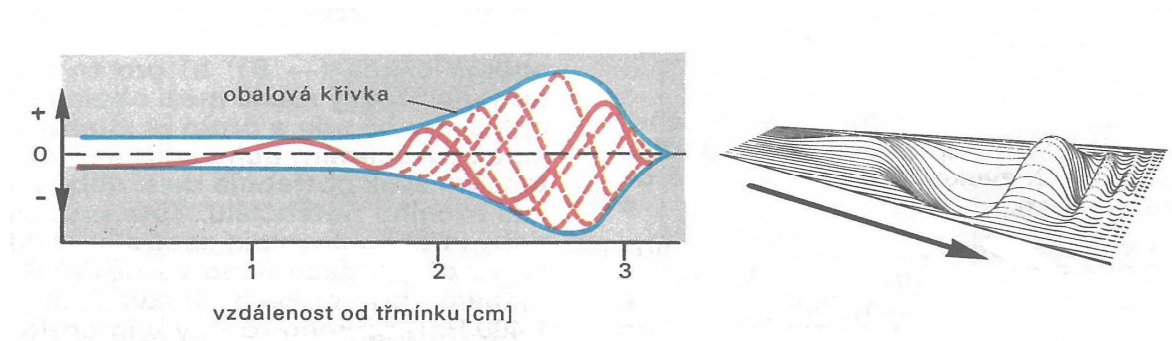 obalová křivka
+
0
-
1 2 3
vzdálenost od třmínku [cm]